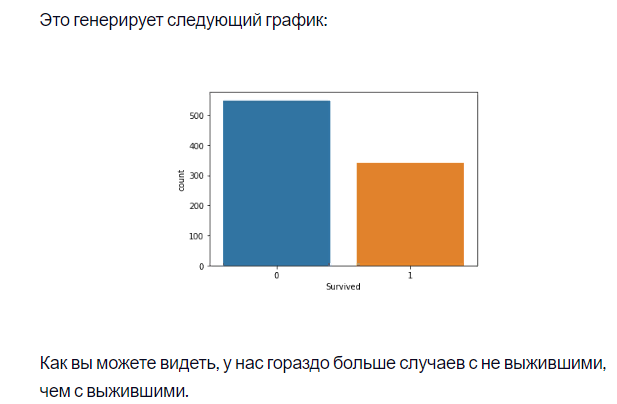 Это генерирует следующий график:
500
400
300
200
100
0
count
0 1
Survived
Как вы можете видеть, у нас гораздо больше случаев с не выжившими,
чем с выжившими.